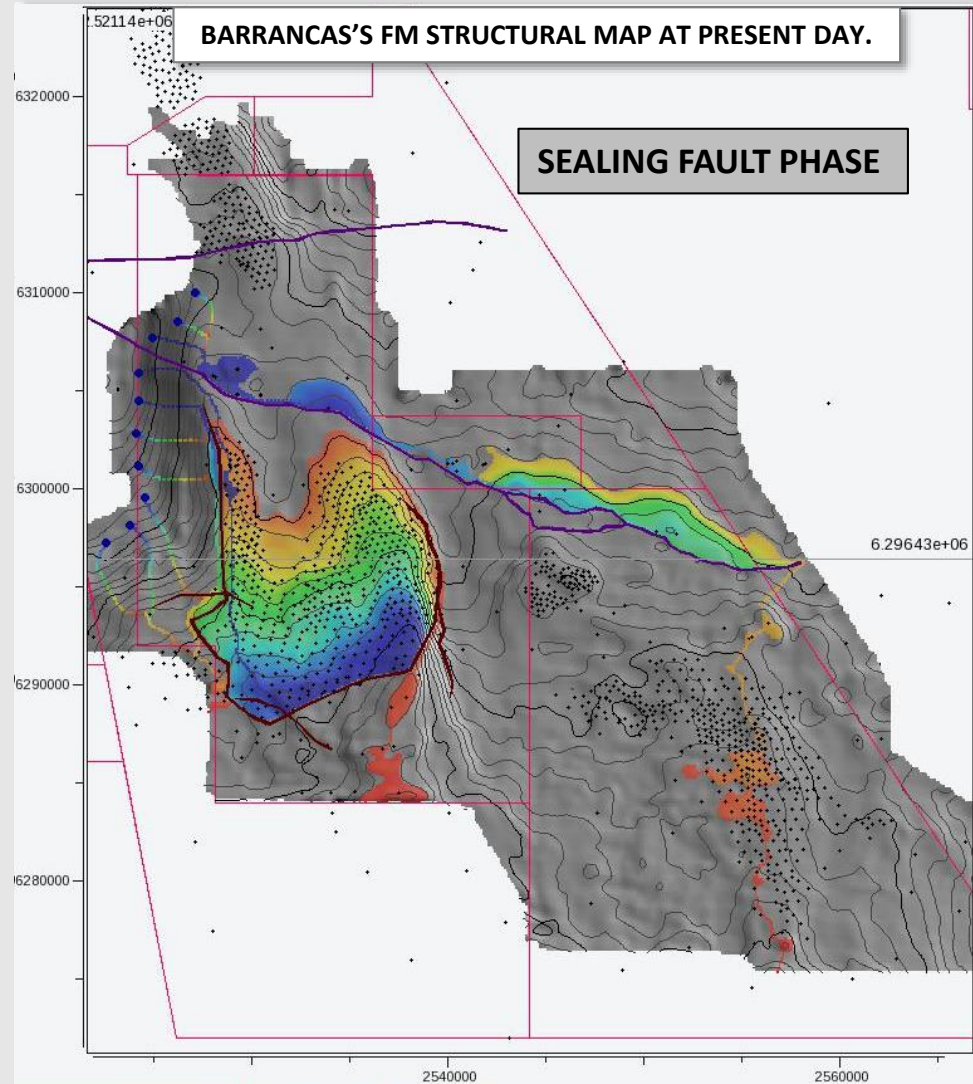 .52114e+06
BARRANCAS'S FM STRUCTURAL MAP AT PRESENT DAY.
6320000
SEALING FAULT PHASE
6310000
6300000
6.29643e+06
6290000
6280000
2540000
2560000